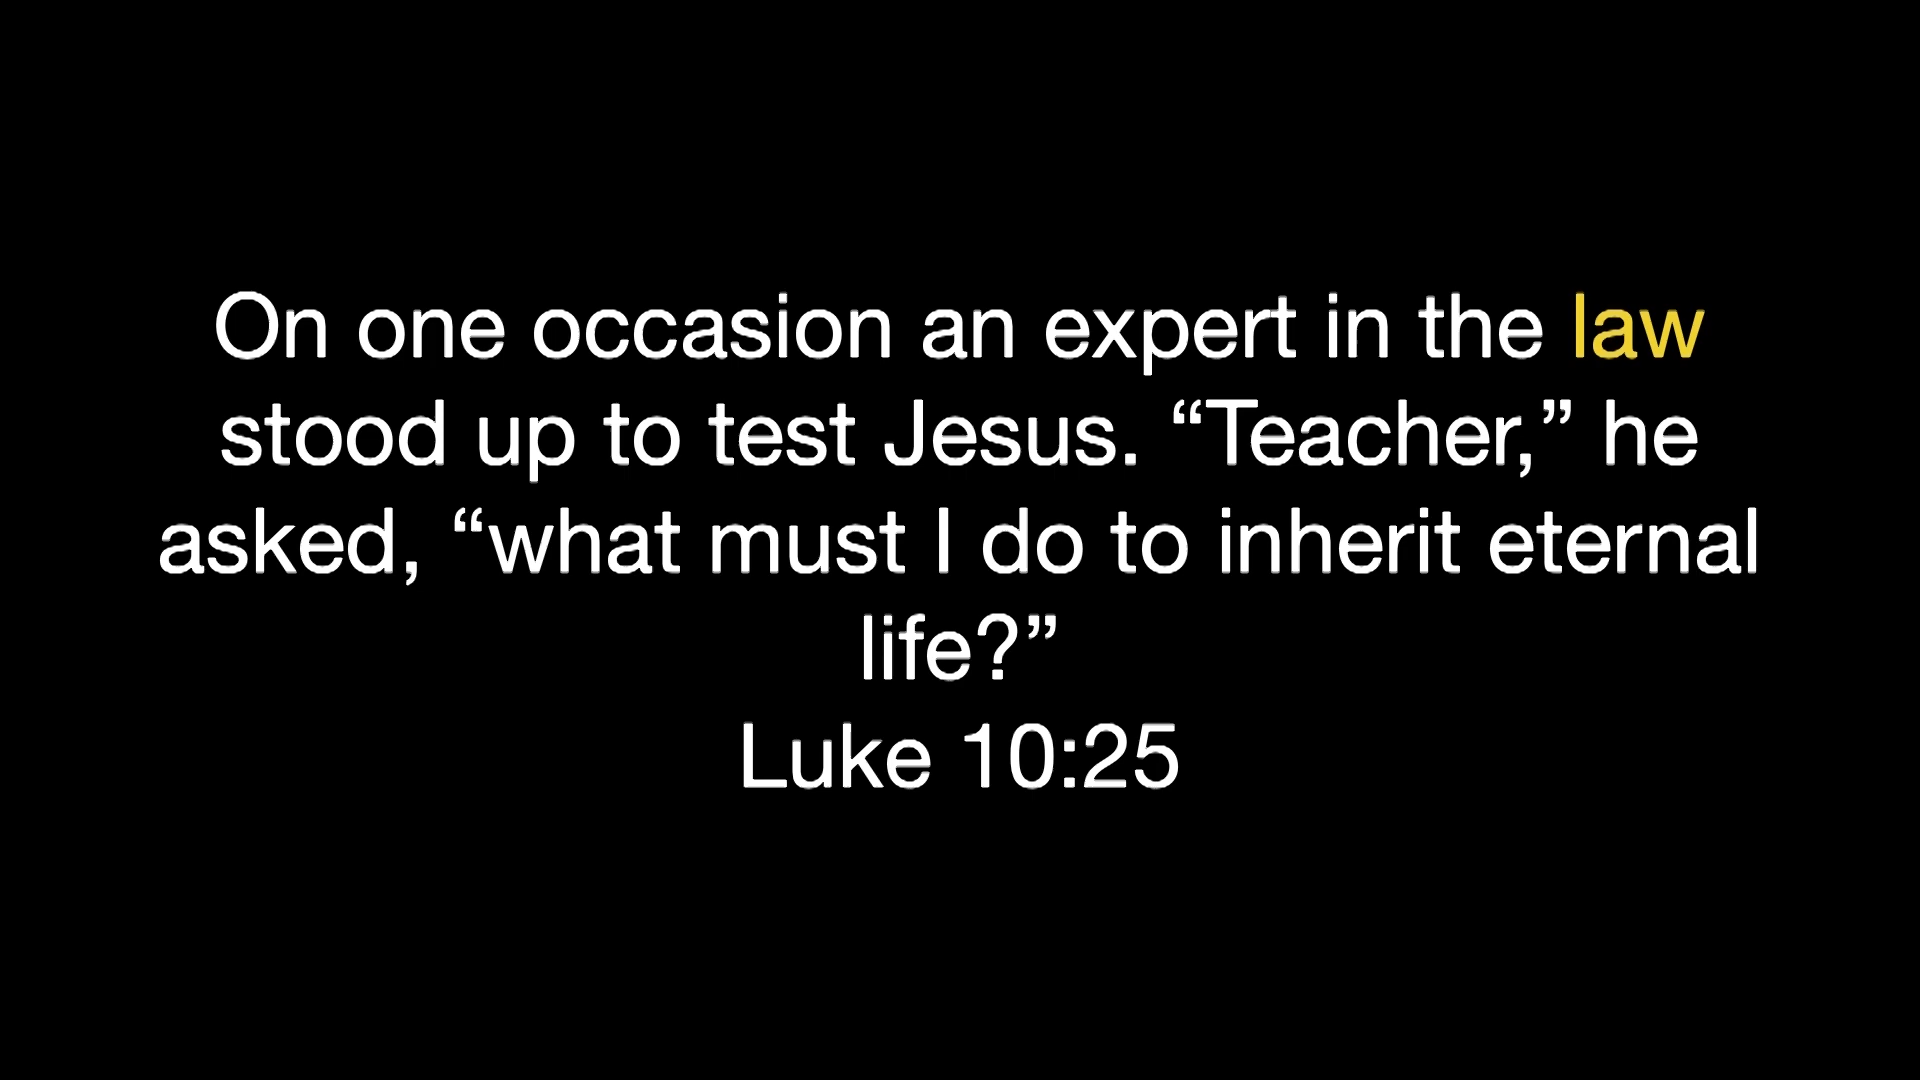 On one occasion an expert in the law
stood up to test Jesus. “Teacher,” he
asked, “what must I do to inherit eternal
life?”
Luke 10:25